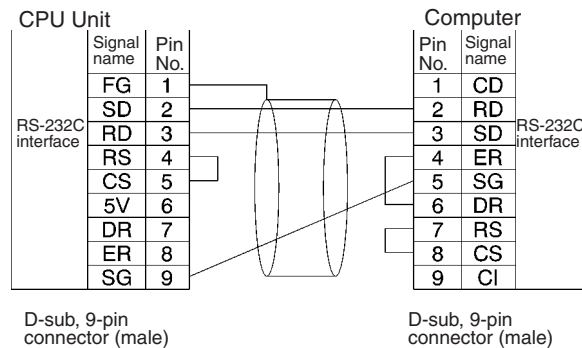 CPU Unit
Computer
Signal name Pin No.
Pin No. Signal name
FG 1
1 CD
SD 2
2 RD
RS-232C interface
RD 3
3 SD
RS-232C interface
RS 4
4 ER
CS 5
5 SG
5V 6
6 DR
DR 7
7 RS
ER 8
8 CS
SG 9
9 CI
D-sub, 9-pin
connector (male)
D-sub, 9-pin
connector (male)